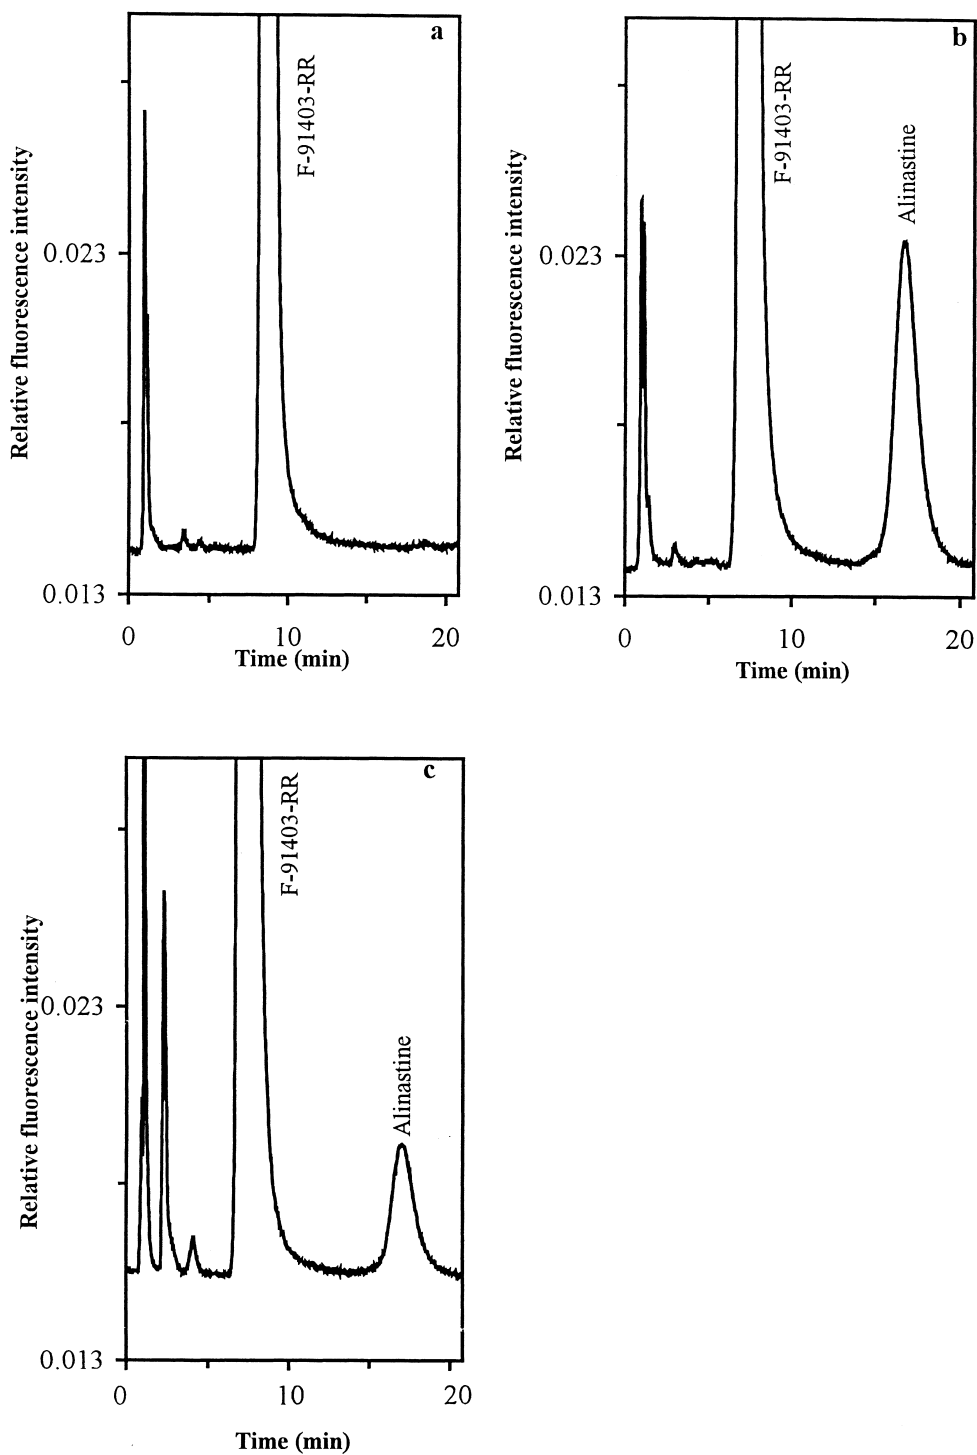 a
F-91403-RR
Relative fluorescence intensity
0.023
0.013
0
10
20
Time (min)
b
F-91403-RR
Alinastine
Relative fluorescence intensity
0.023
0.013
0
10
20
Time (min)
c
F-91403-RR
Alinastine
Relative fluorescence intensity
0.023
0.013
0
10
20
Time (min)